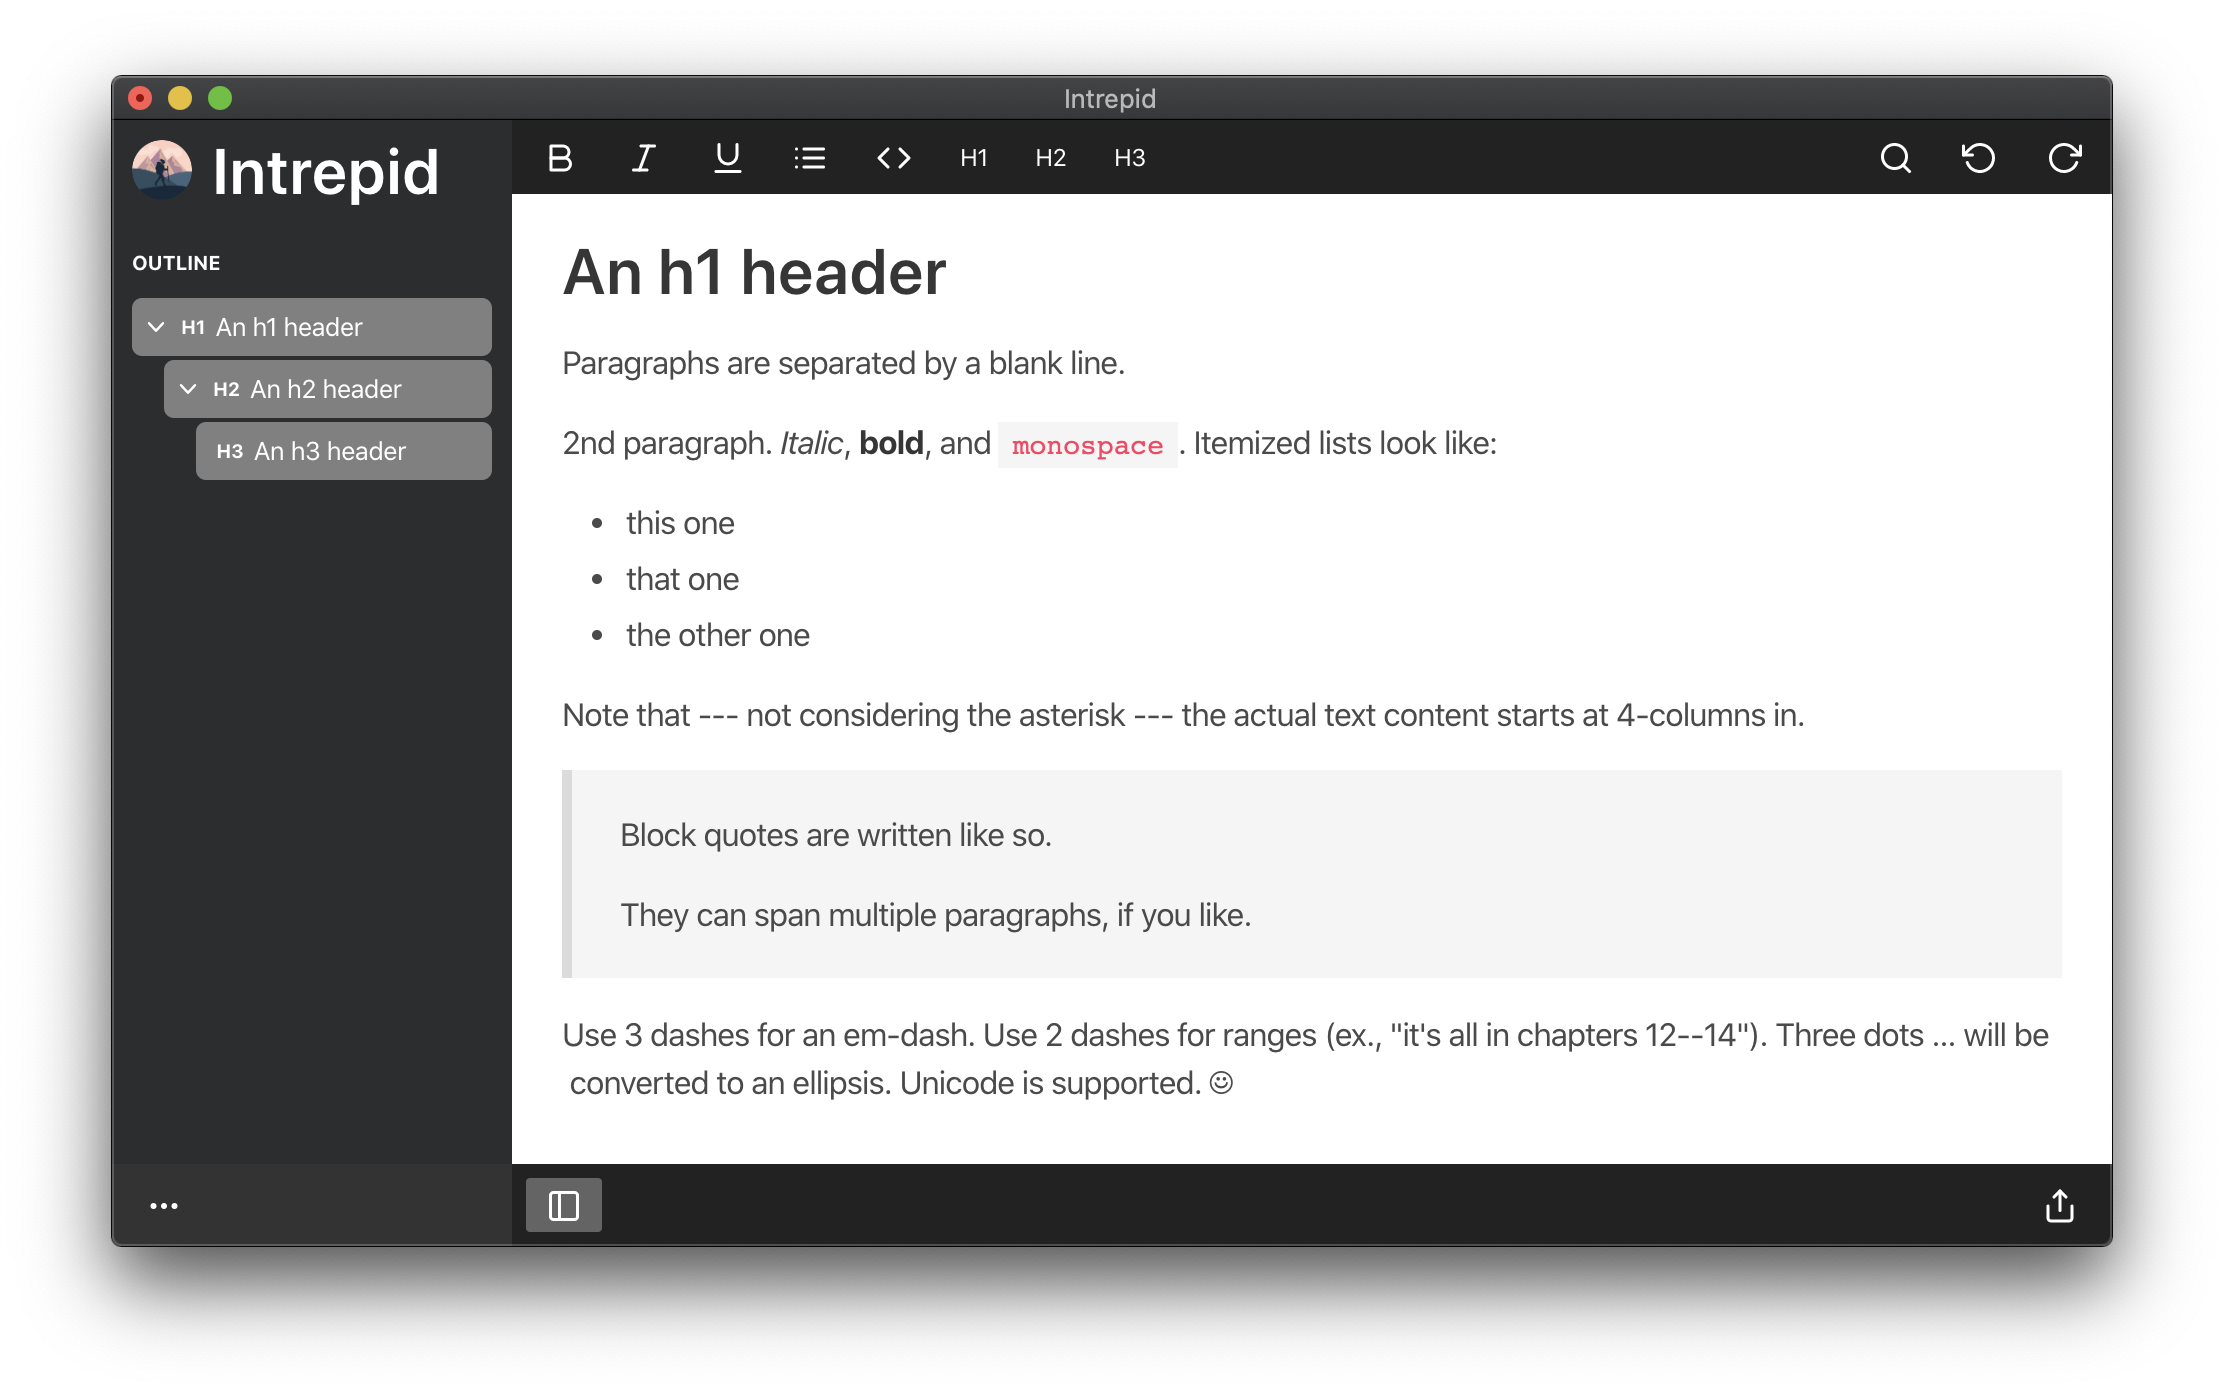 Intrepid
Intrepid
H1 H2 H3
OUTLINE
H1 An h1 header
H2 An h2 header
H3 An h3 header
An h1 header
Paragraphs are separated by a blank line.
2nd paragraph. Italic, bold, and monospace. Itemized lists look like:
• this one
• that one
• the other one
Note that --- not considering the asterisk --- the actual text content starts at 4-columns in.
Block quotes are written like so.
They can span multiple paragraphs, if you like.
Use 3 dashes for an em-dash. Use 2 dashes for ranges (ex., "it's all in chapters 12--14"). Three dots ... will be
converted to an ellipsis. Unicode is supported. ☺